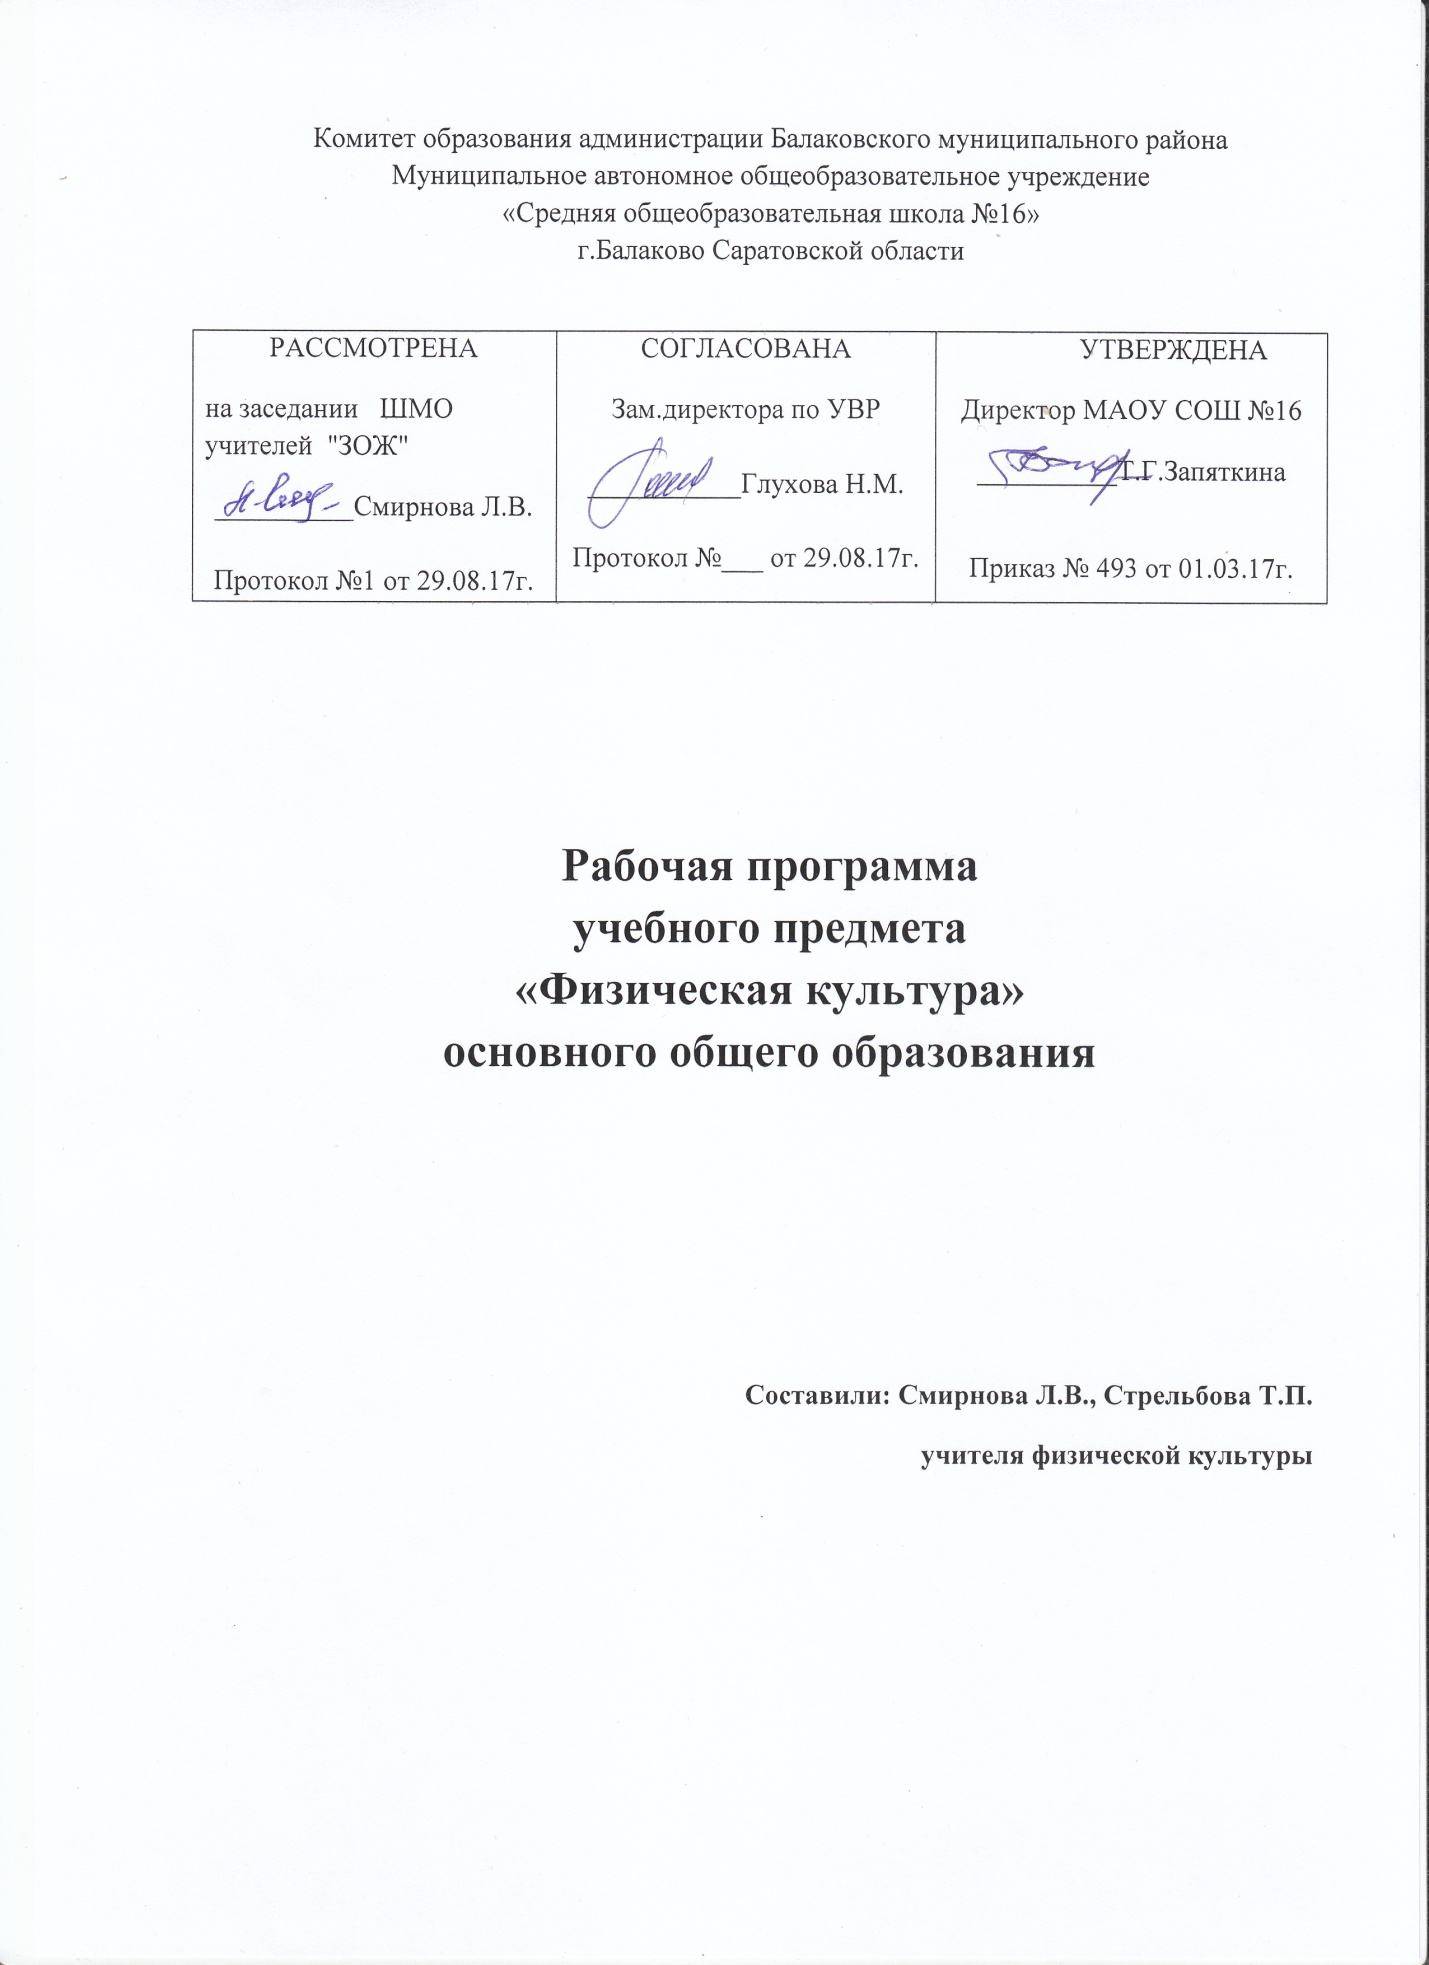 Комитет образования администрации Балаковского муниципального района
Муниципальное автономное общеобразовательное учреждение
«Средняя общеобразовательная школа №16»
г.Балаково Саратовской области
РАССМОТРЕНА
на заседании ШМО
учителей "ЗОЖ"
__________Смирнова Л.В.
Протокол №1 от 29.08.17г.
СОГЛАСОВАНА
Зам.директора по УВР
___________Глухова Н.М.
Протокол №___ от 29.08.17г.
УТВЕРЖДЕНА
Директор МАОУ СОШ №16
__________Т.Г.Запяткина
Приказ № 493 от 01.03.17г.
Рабочая программа
учебного предмета
«Физическая культура»
основного общего образования
Составили: Смирнова Л.В., Стрельбова Т.П.
учителя физической культуры